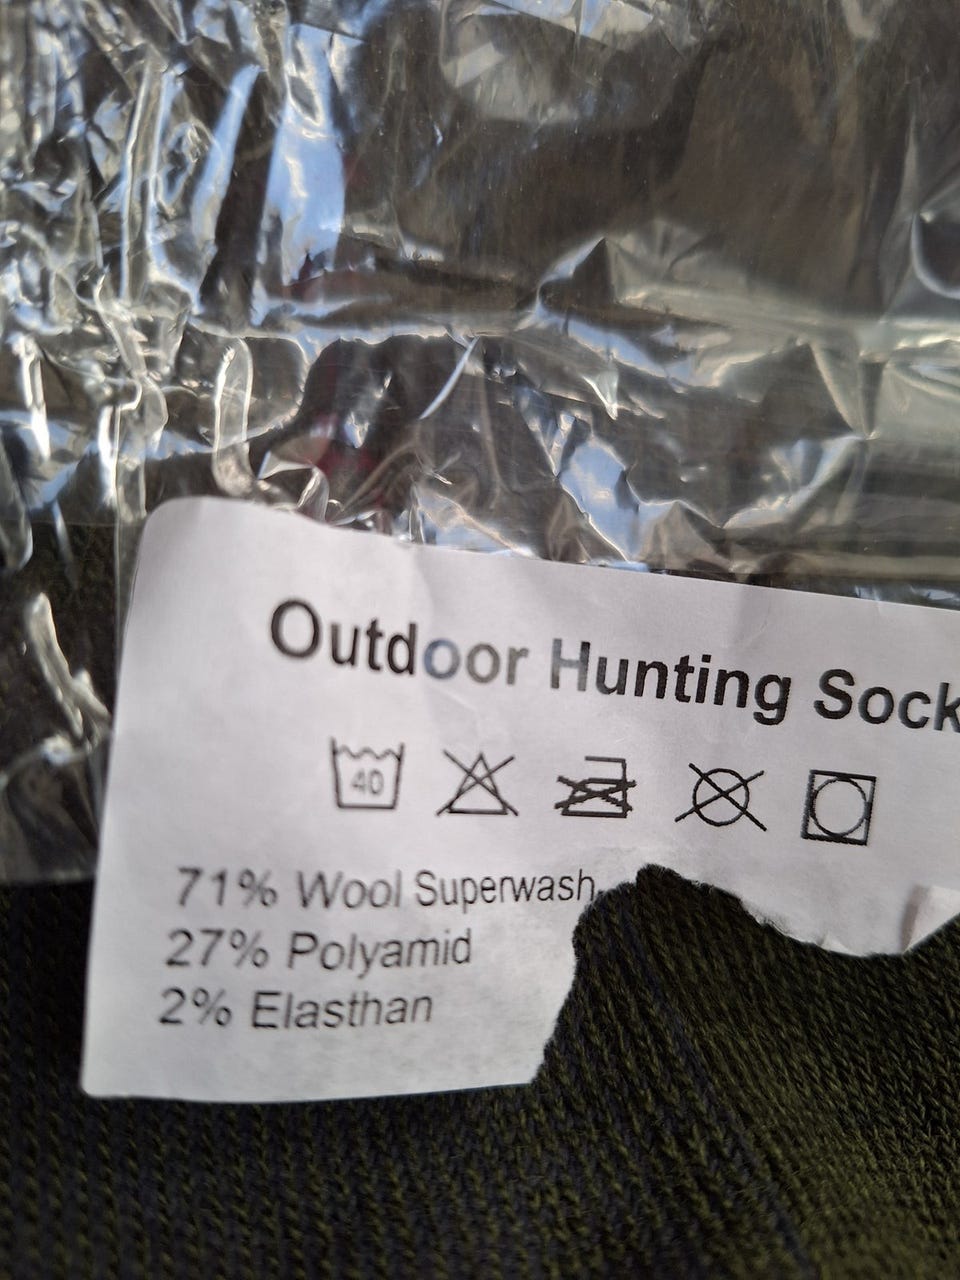 Outdoor Hunting Sock
40
71% Wool Superwash
27% Polyamid
2% Elasthan